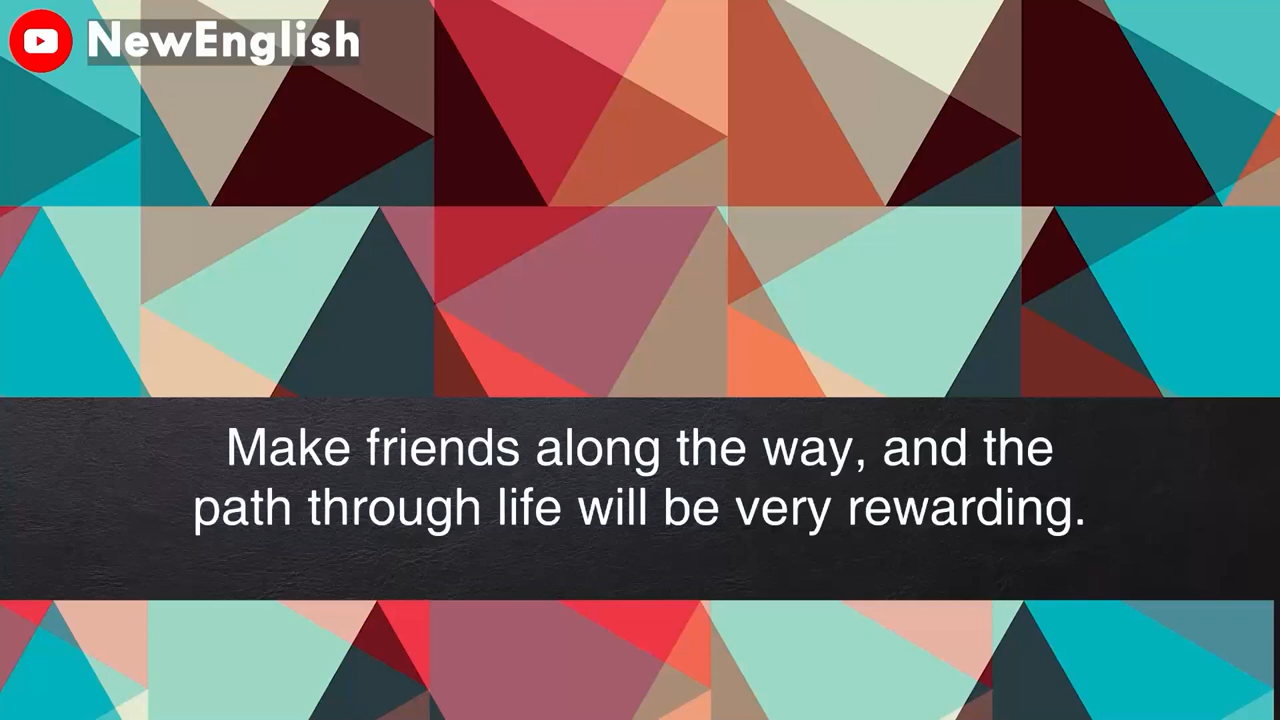 NewEnglish
Make friends along the way, and the
path through life will be very rewarding.